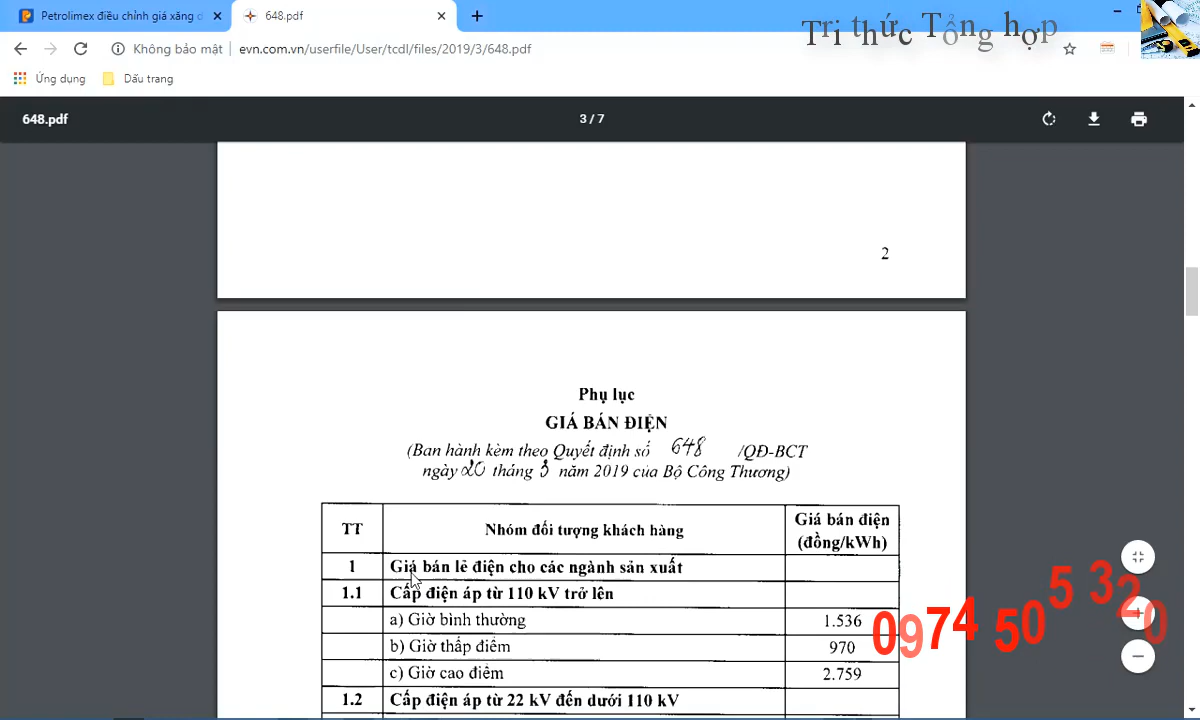 Petrolimex điều chỉnh giá xăng d
648.pdf
Tri thức Tổng hợp
Không bảo mật
evn.com.vn/userfile/User/tcdl/files/2019/3/648.pdf
Ứng dụng
Dấu trang
648.pdf
3 / 7
2
Phụ lục
GIÁ BÁN ĐIỆN
(Ban hành kèm theo Quyết định số 648 /QĐ-BCT
ngày 20 tháng 3 năm 2019 của Bộ Công Thương)
TT Nhóm đối tượng khách hàng Giá bán điện (đồng/kWh)
1 Giá bán lẻ điện cho các ngành sản xuất
1.1 Cấp điện áp từ 110 kV trở lên
a) Giờ bình thường 1.536
b) Giờ thấp điểm 970
c) Giờ cao điểm 2.759
1.2 Cấp điện áp từ 22 kV đến dưới 110 kV
0974 505 320